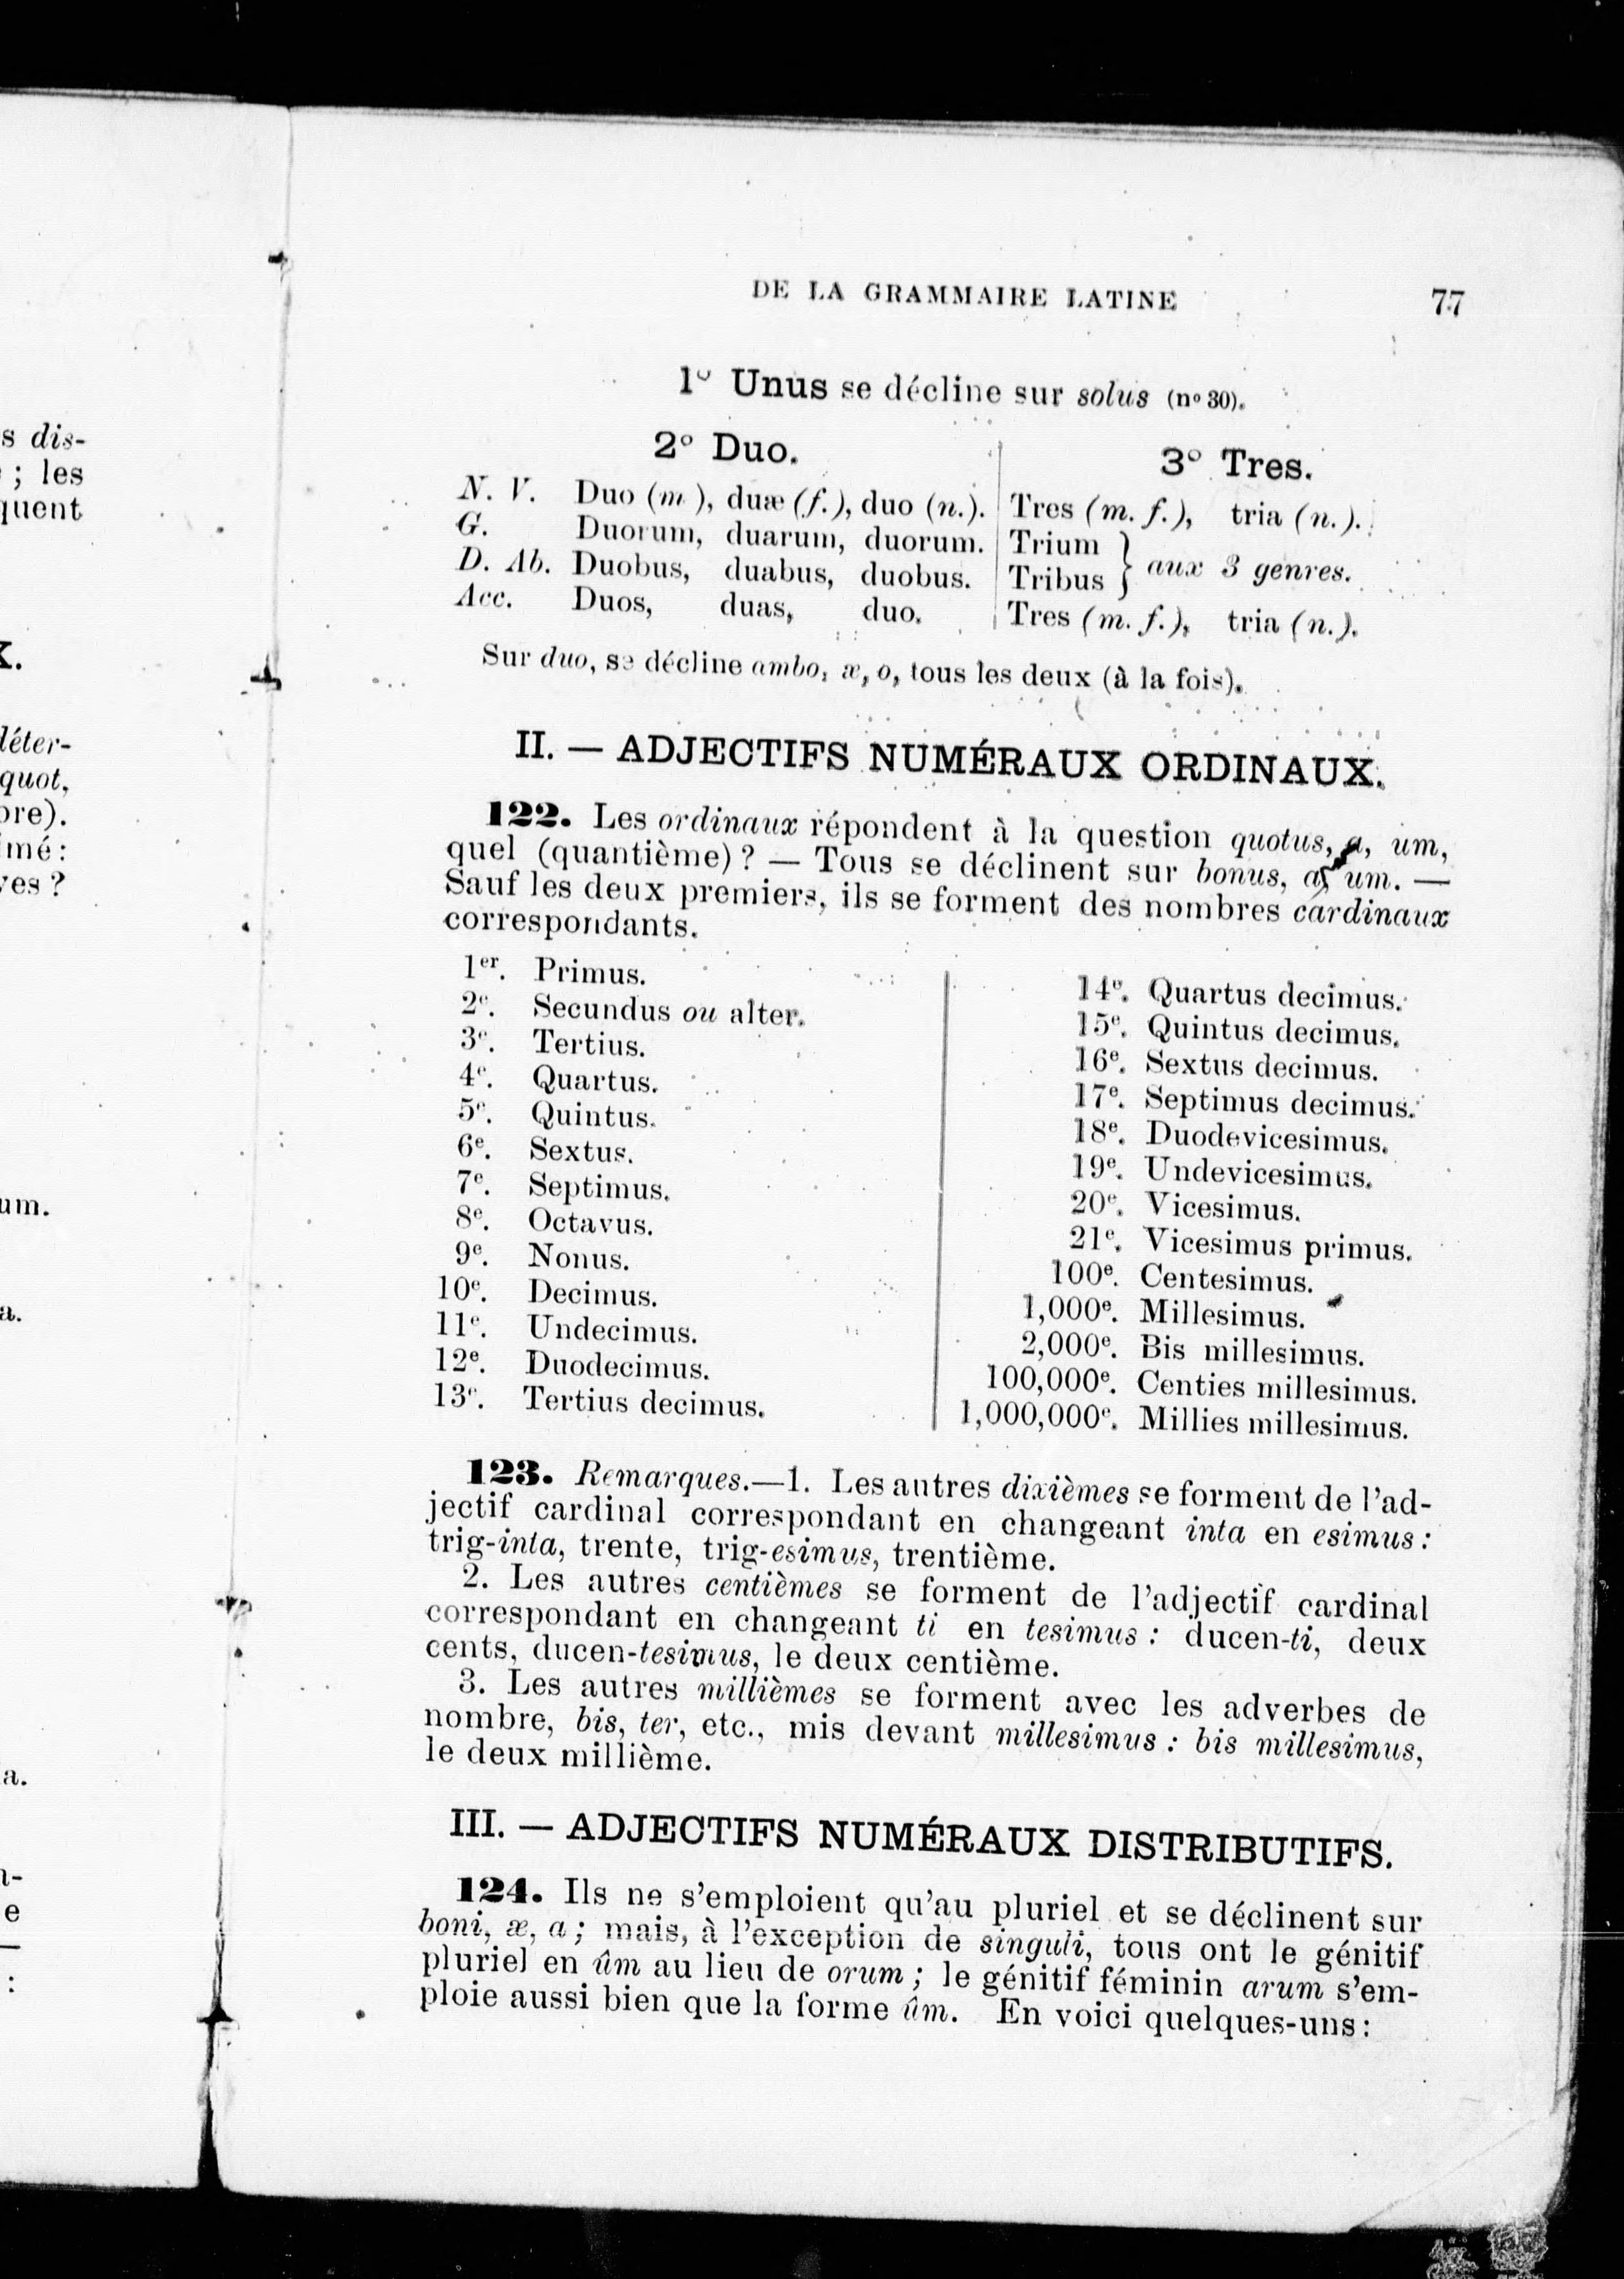 DE LA GRAMMAIRE LATINE 77
1º Unus se décline sur solus (nº 30).
2º Duo.
N. V. Duo (m ), duæ (f.), duo (n.).
G. Duorum, duarum, duorum.
D. Ab. Duobus, duabus, duobus.
Acc. Duos, duas, duo.
3º Tres.
Tres (m. f.), tria (n.).
Trium } aux 3 genres.
Tribus
Tres (m. f.), tria (n.).
Sur duo, se décline ambo, æ, o, tous les deux (à la fois).
II. — ADJECTIFS NUMÉRAUX ORDINAUX.
122. Les ordinaux répondent à la question quotus, a, um,
quel (quantième) ? — Tous se déclinent sur bonus, a, um. —
Sauf les deux premiers, ils se forment des nombres cardinaux
correspondants.
1er. Primus.
2e. Secundus ou alter.
3e. Tertius.
4e. Quartus.
5e. Quintus.
6e. Sextus.
7e. Septimus.
8e. Octavus.
9e. Nonus.
10e. Decimus.
11e. Undecimus.
12e. Duodecimus.
13e. Tertius decimus.
14e. Quartus decimus.
15e. Quintus decimus.
16e. Sextus decimus.
17e. Septimus decimus.
18e. Duodevicesimus.
19e. Undevicesimus.
20e. Vicesimus.
21e. Vicesimus primus.
100e. Centesimus.
1,000e. Millesimus.
2,000e. Bis millesimus.
100,000e. Centies millesimus.
1,000,000e. Millies millesimus.
123. Remarques.—1. Les autres dixièmes se forment de l'ad-
jectif cardinal correspondant en changeant inta en esimus :
trig-inta, trente, trig-esimus, trentième.
2. Les autres centièmes se forment de l'adjectif cardinal
correspondant en changeant ti en tesimus : ducen-ti, deux
cents, ducen-tesimus, le deux centième.
3. Les autres millièmes se forment avec les adverbes de
nombre, bis, ter, etc., mis devant millesimus : bis millesimus,
le deux millième.
III. — ADJECTIFS NUMÉRAUX DISTRIBUTIFS.
124. Ils ne s'emploient qu'au pluriel et se déclinent sur
boni, æ, a ; mais, à l'exception de singuli, tous ont le génitif
pluriel en ûm au lieu de orum ; le génitif féminin arum s'em-
ploie aussi bien que la forme ûm. En voici quelques-uns :